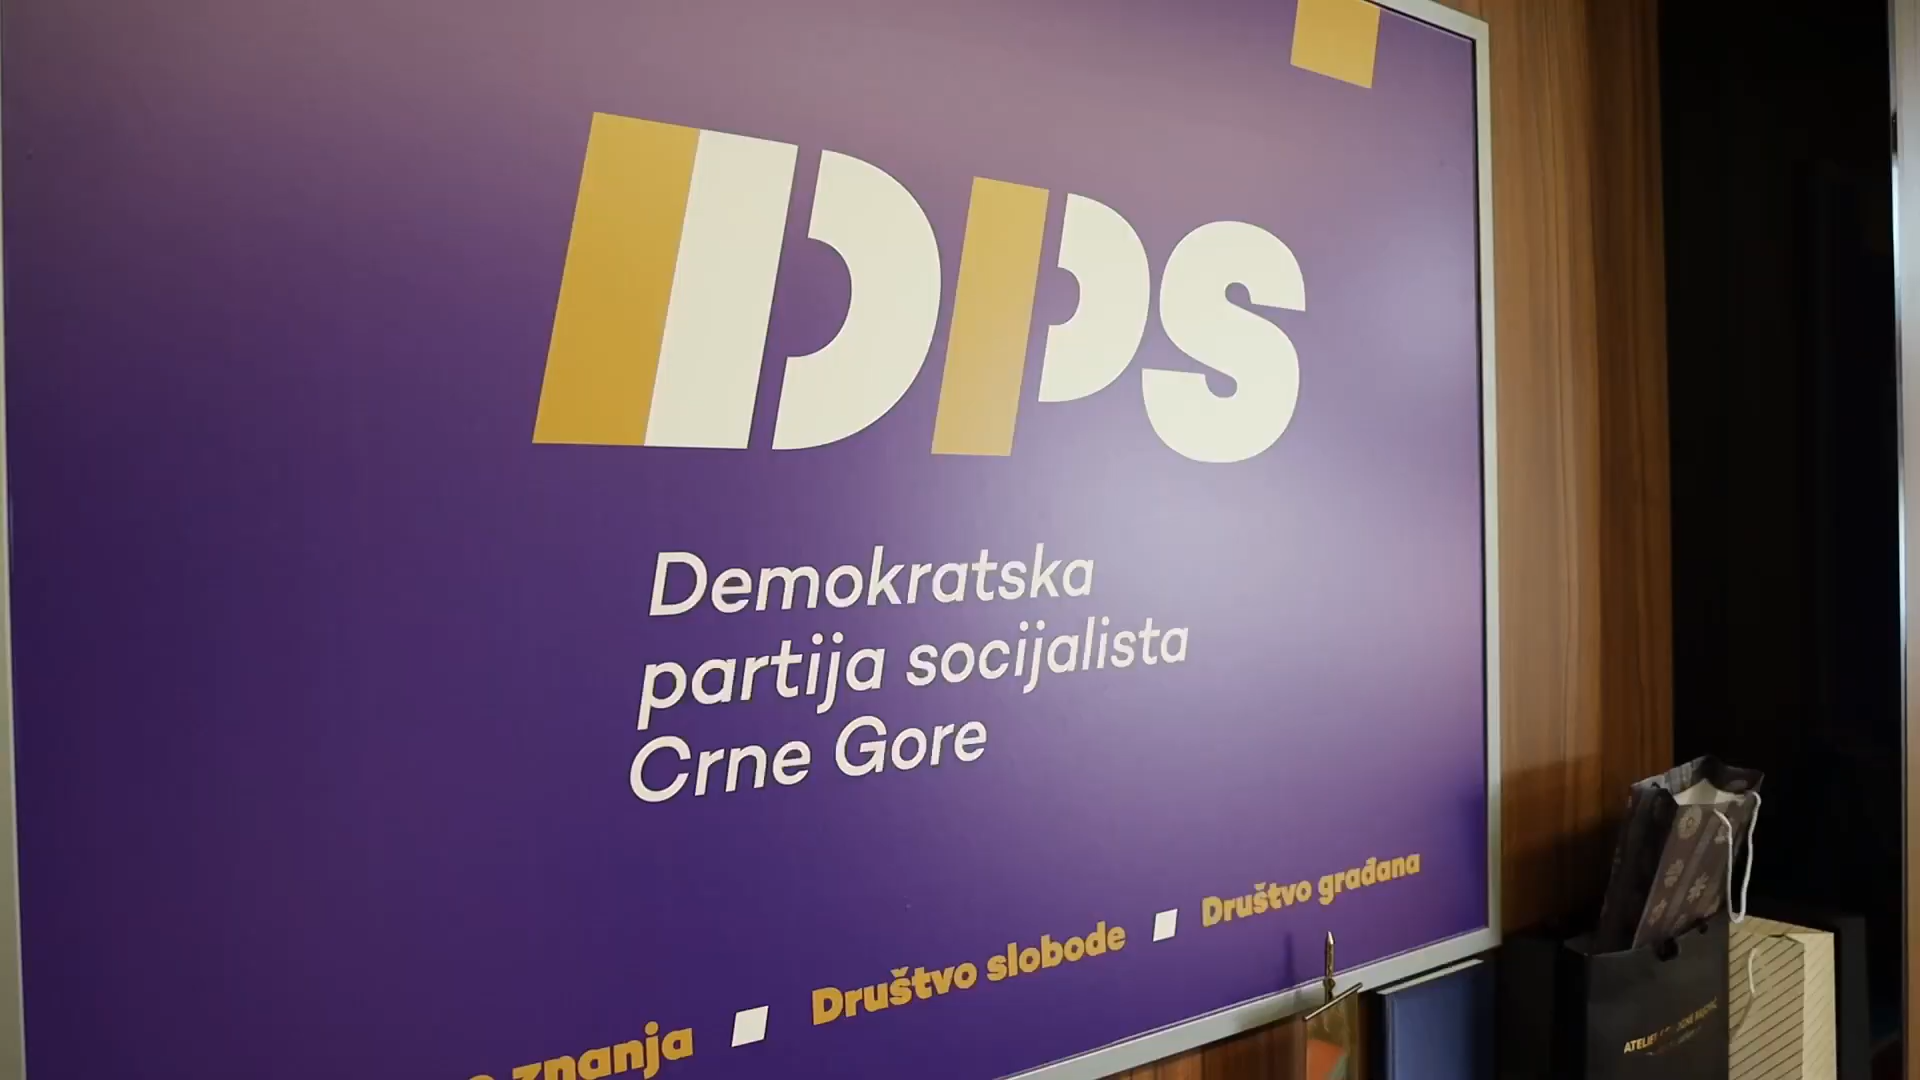 DPS
Demokratska
partija socijalista
Crne Gore
znanja Društvo slobode Društvo građana